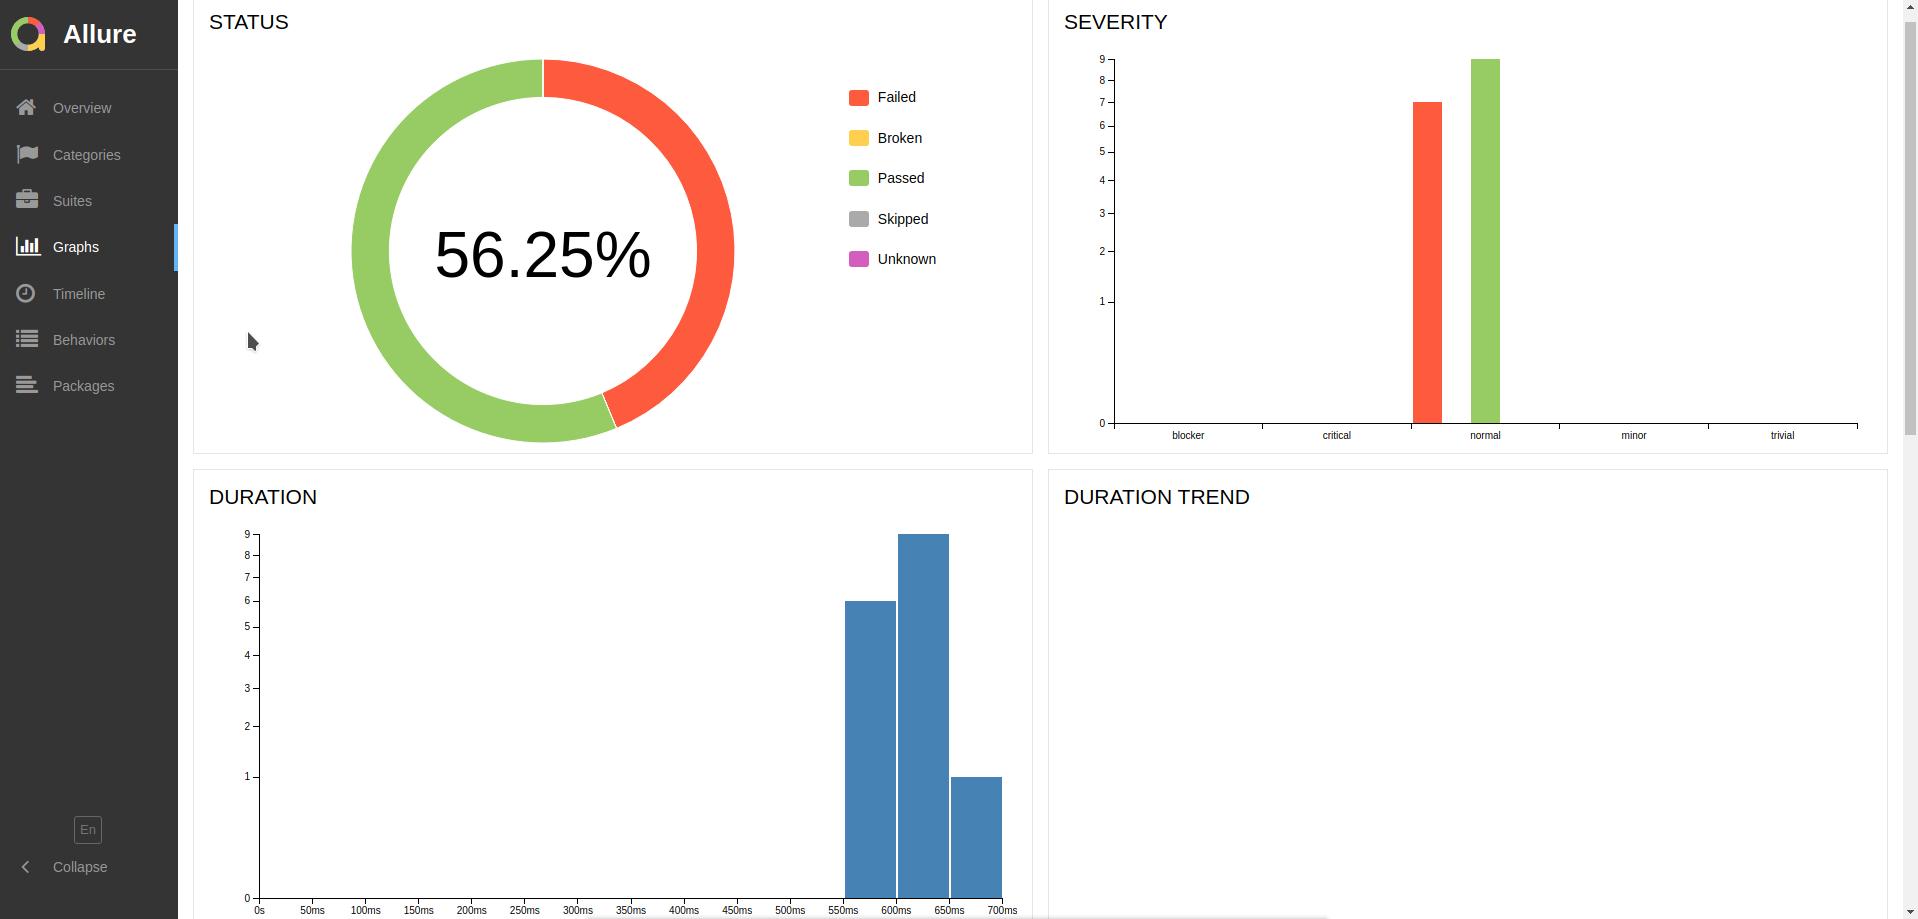 Allure
Overview
Categories
Suites
Graphs
Timeline
Behaviors
Packages
En
Collapse
STATUS
56.25%
Failed
Broken
Passed
Skipped
Unknown
SEVERITY
9
8
7
6
5
4
3
2
1
0
blocker critical normal minor trivial
DURATION
9
8
7
6
5
4
3
2
1
0
0s 50ms 100ms 150ms 200ms 250ms 300ms 350ms 400ms 450ms 500ms 550ms 600ms 650ms 700ms
DURATION TREND